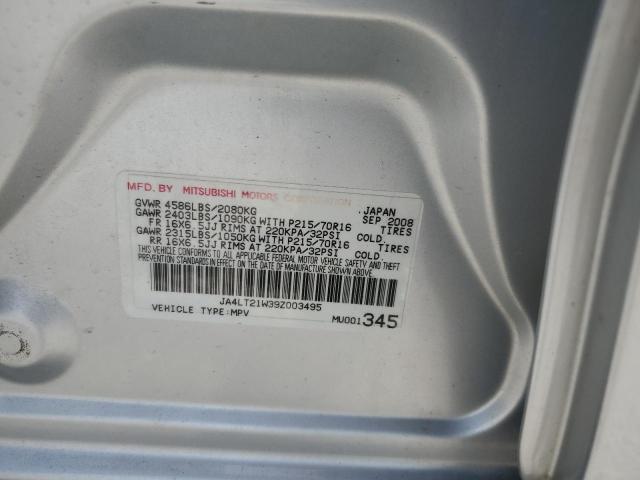 MFD. BY MITSUBISHI MOTORS CORPORATION
GVWR 4586LBS/2080KG JAPAN SEP 2008
GAWR 2403LBS/1090KG WITH P215/70R16 TIRES
FR 16X6.5JJ RIMS AT 220KPA/32PSI COLD.
GAWR 2315LBS/1050KG WITH P215/70R16 TIRES
RR 16X6.5JJ RIMS AT 220KPA/32PSI COLD.
THIS VEHICLE CONFORMS TO ALL APPLICABLE
FEDERAL MOTOR VEHICLE SAFETY, BUMPER AND THEFT
PREVENTION STANDARDS IN EFFECT ON THE
DATE OF MANUFACTURE SHOWN ABOVE.
JA4LT21W39Z003495
VEHICLE TYPE:MPV MU001345